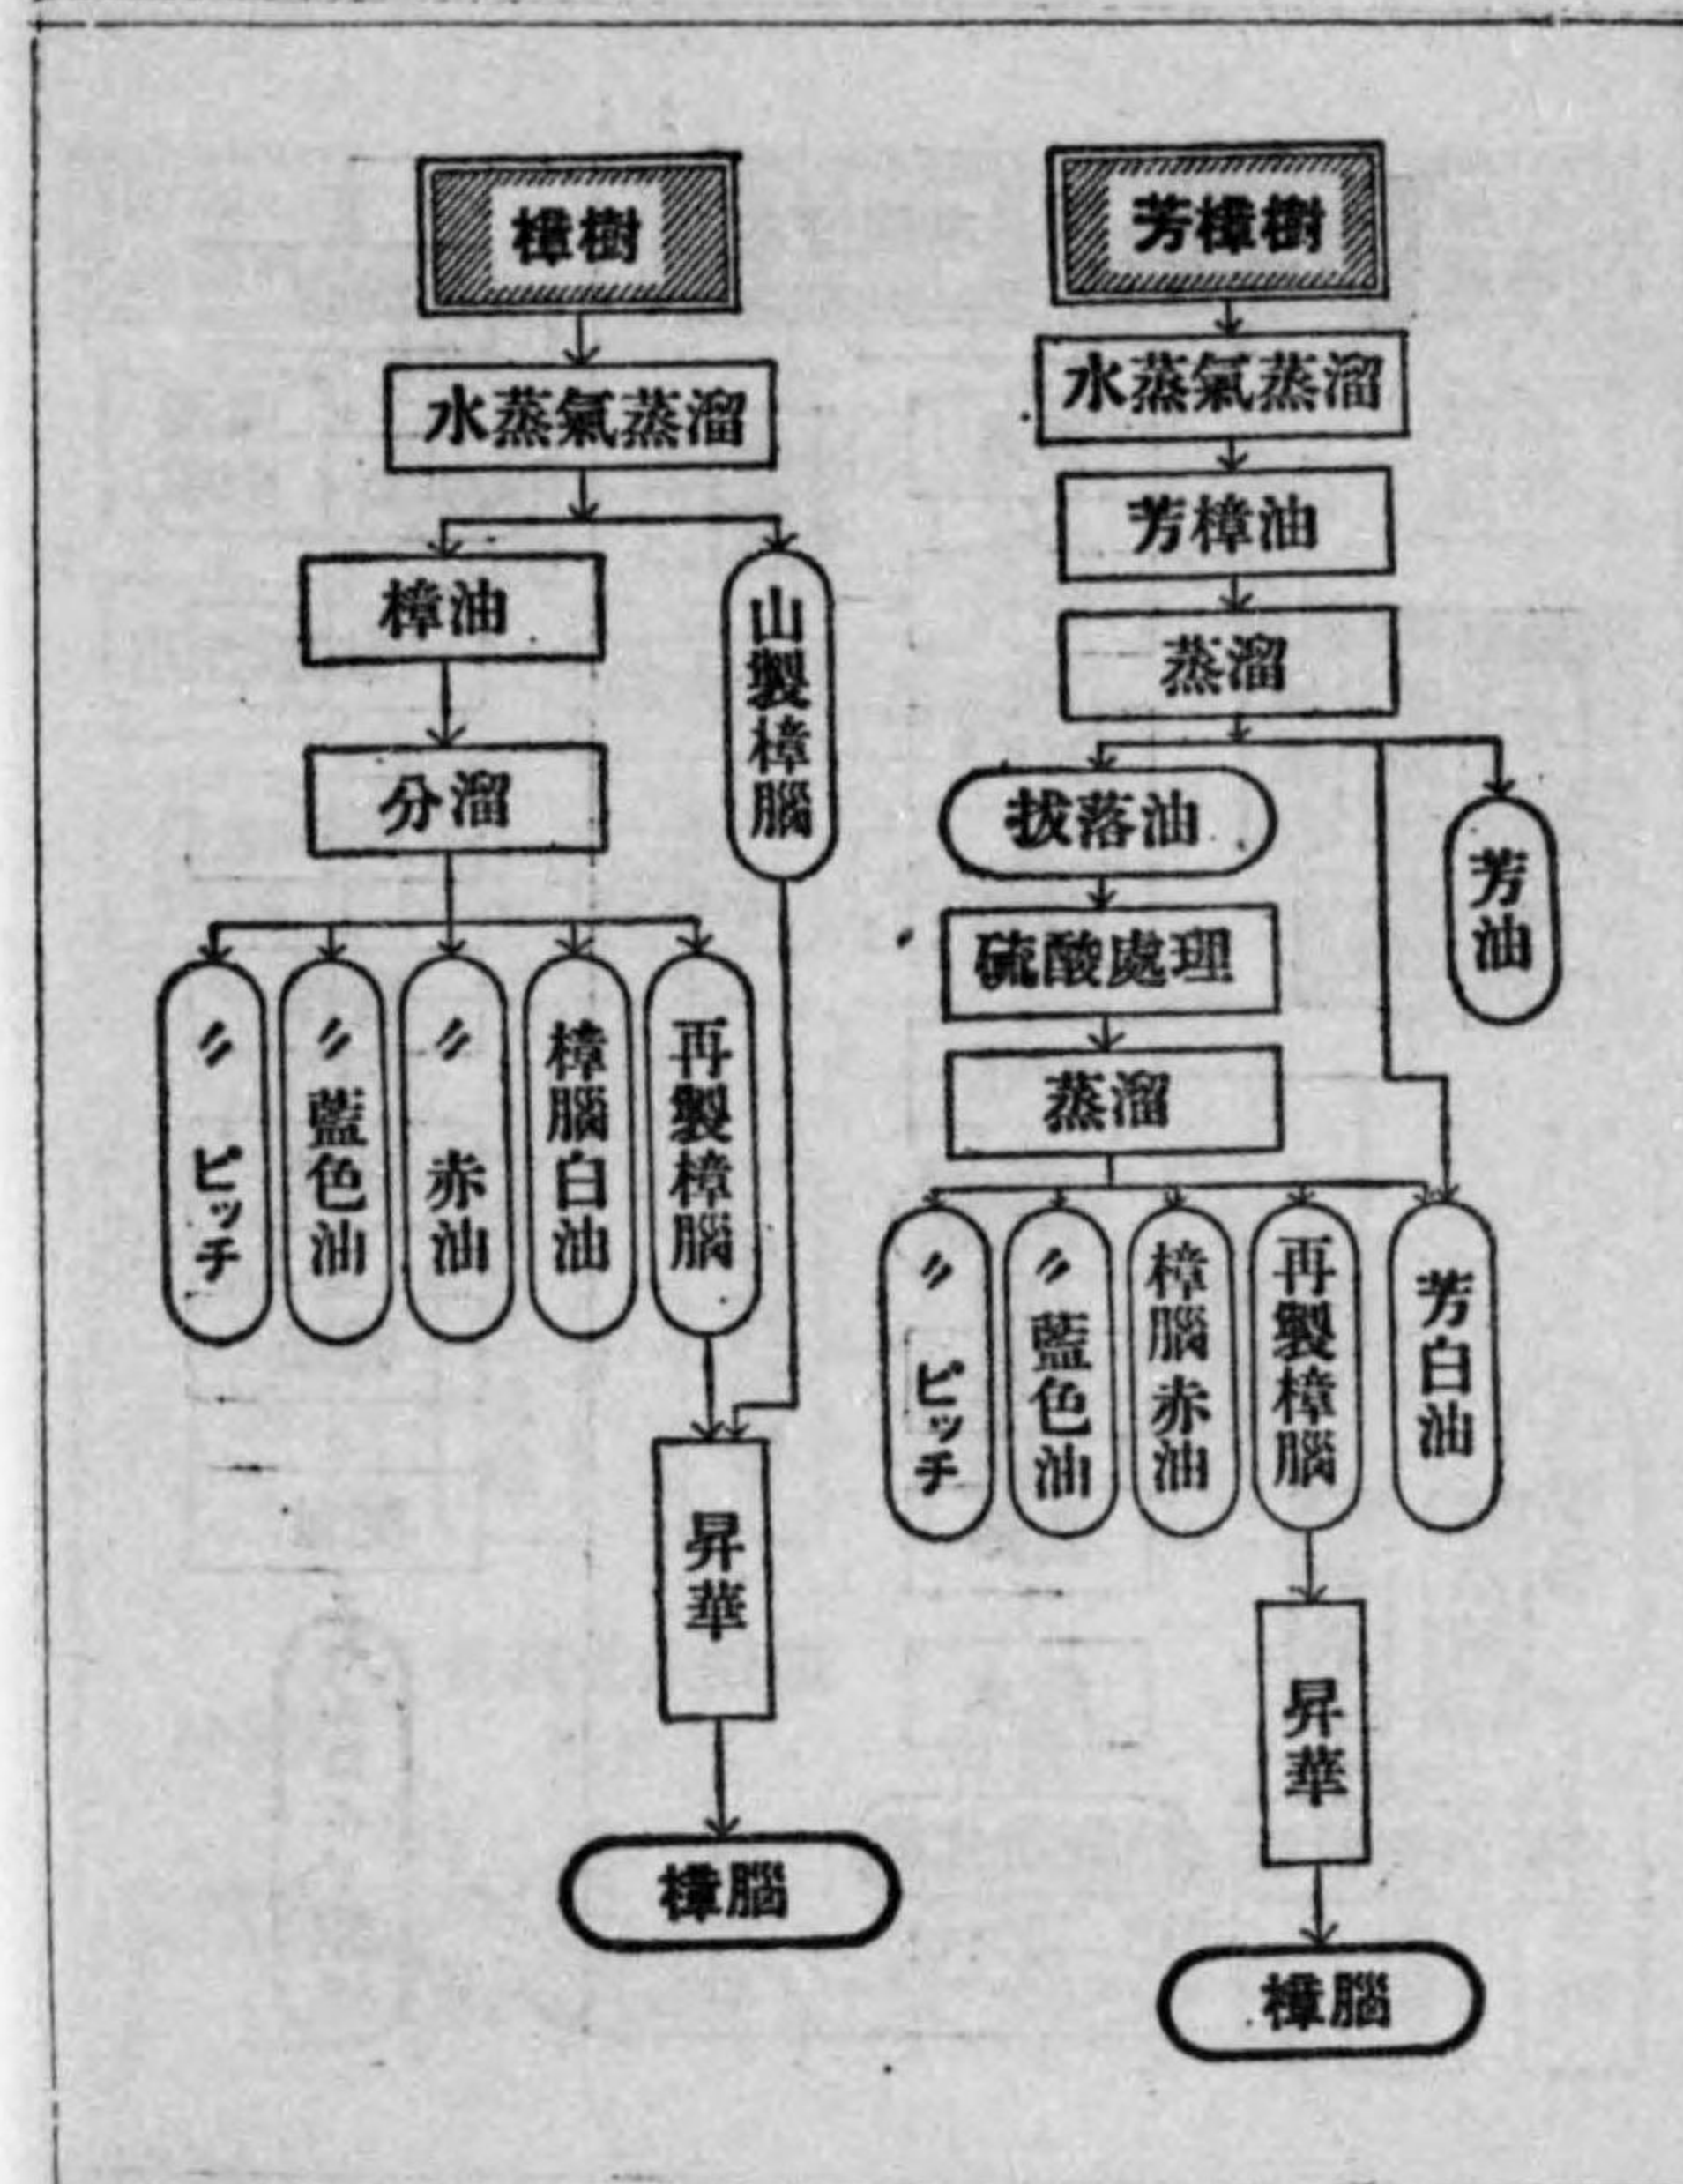 芳樟樹
水蒸氣蒸溜
芳樟油
蒸溜
芳油
拔落油
硫酸處理
蒸溜
芳白油
再製樟腦
樟腦赤油
〃藍色油
〃ピッチ
昇華
樟腦
樟樹
水蒸氣蒸溜
山製樟腦
樟油
分溜
再製樟腦
樟腦白油
〃赤油
〃藍色油
〃ピッチ
昇華
樟腦